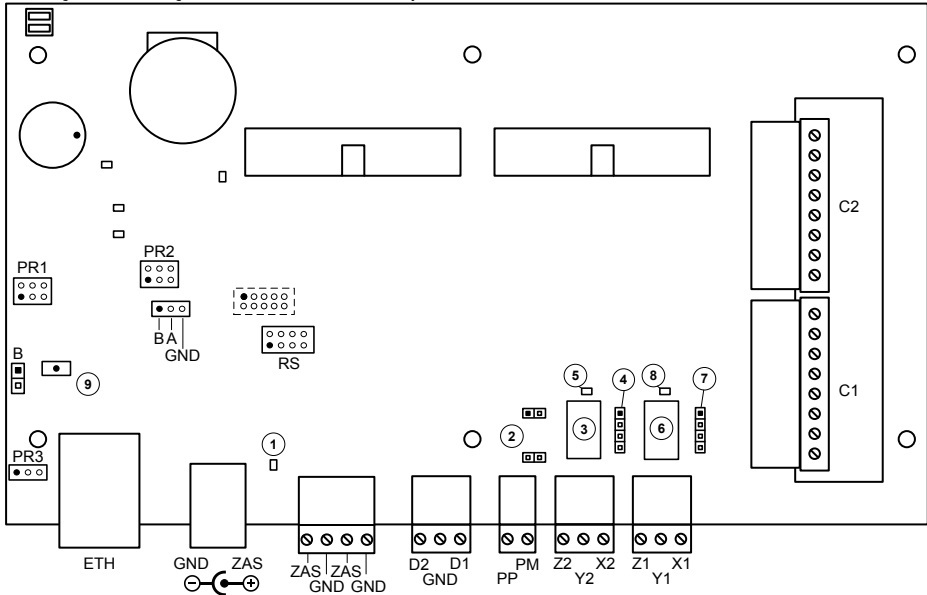 C2
PR2
PR1
B A
GND
RS
B
9
5
4
8
7
C1
3
6
2
1
PR3
ETH
GND ZAS
ZAS ZAS
GND GND
D2 D1
GND
PM
PP
Z2 X2
Y2
Z1 X1
Y1